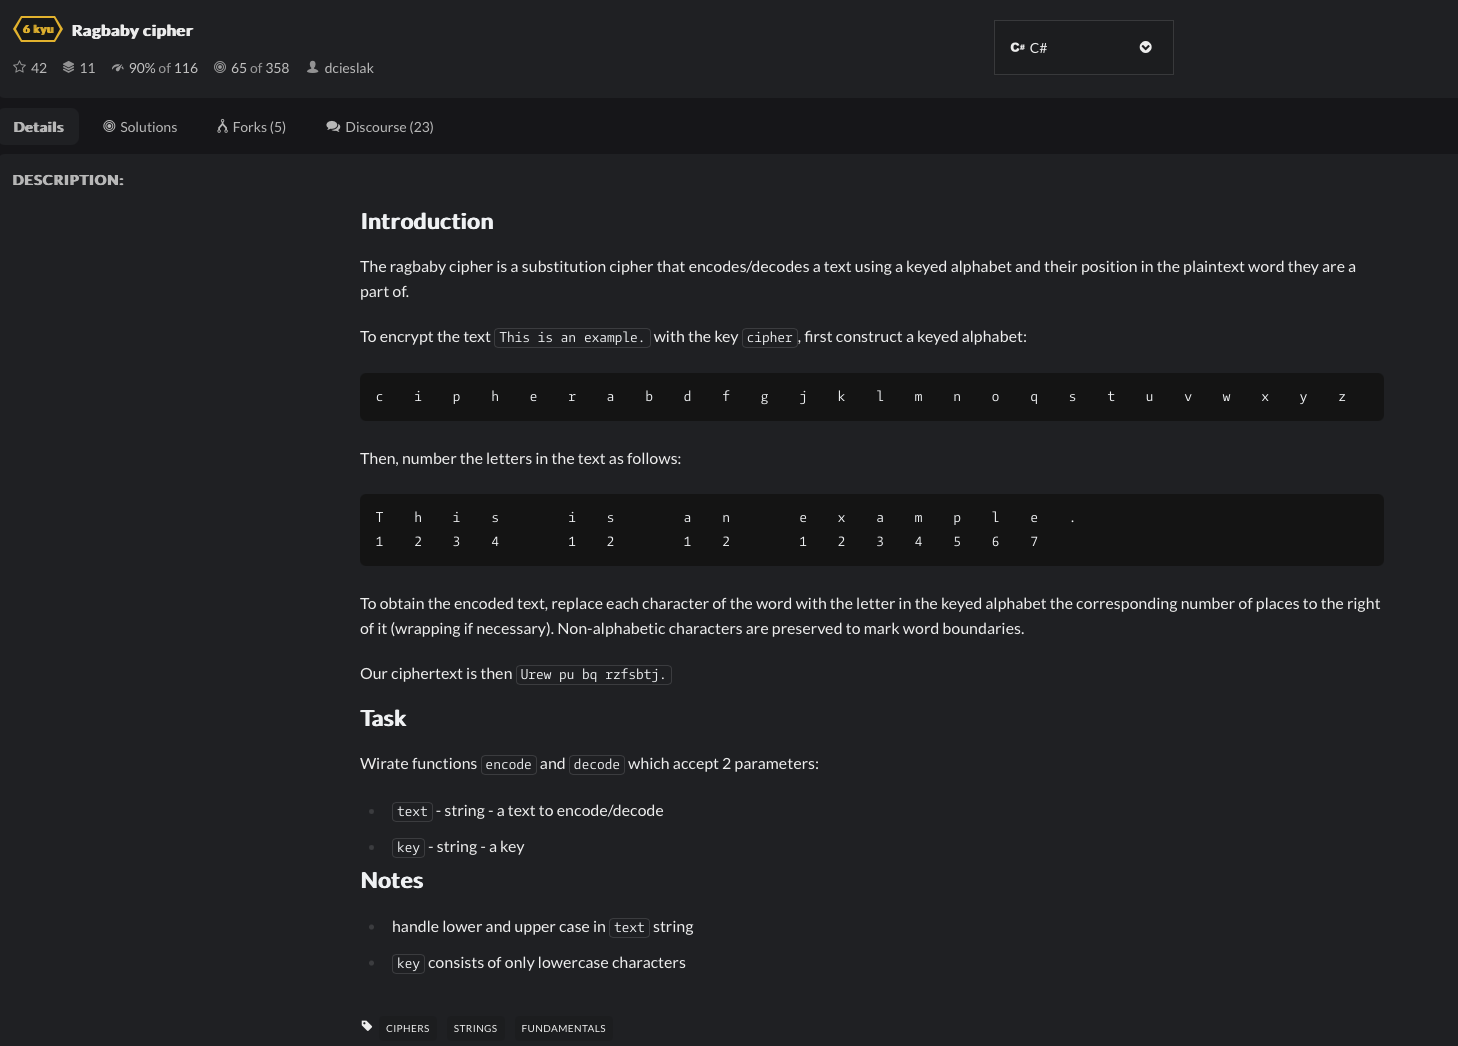 6 kyu Ragbaby cipher
C# C#
42 11 90% of 116 65 of 358 dcieslak
Details Solutions Forks (5) Discourse (23)
DESCRIPTION:
Introduction
The ragbaby cipher is a substitution cipher that encodes/decodes a text using a keyed alphabet and their position in the plaintext word they are a
part of.
To encrypt the text This is an example. with the key cipher, first construct a keyed alphabet:
c i p h e r a b d f g j k l m n o q s t u v w x y z
Then, number the letters in the text as follows:
T h i s i s a n e x a m p l e .
1 2 3 4 1 2 1 2 1 2 3 4 5 6 7
To obtain the encoded text, replace each character of the word with the letter in the keyed alphabet the corresponding number of places to the right
of it (wrapping if necessary). Non-alphabetic characters are preserved to mark word boundaries.
Our ciphertext is then Urew pu bq rzfsbtj.
Task
Wirate functions encode and decode which accept 2 parameters:
text - string - a text to encode/decode
key - string - a key
Notes
handle lower and upper case in text string
key consists of only lowercase characters
CIPHERS STRINGS FUNDAMENTALS